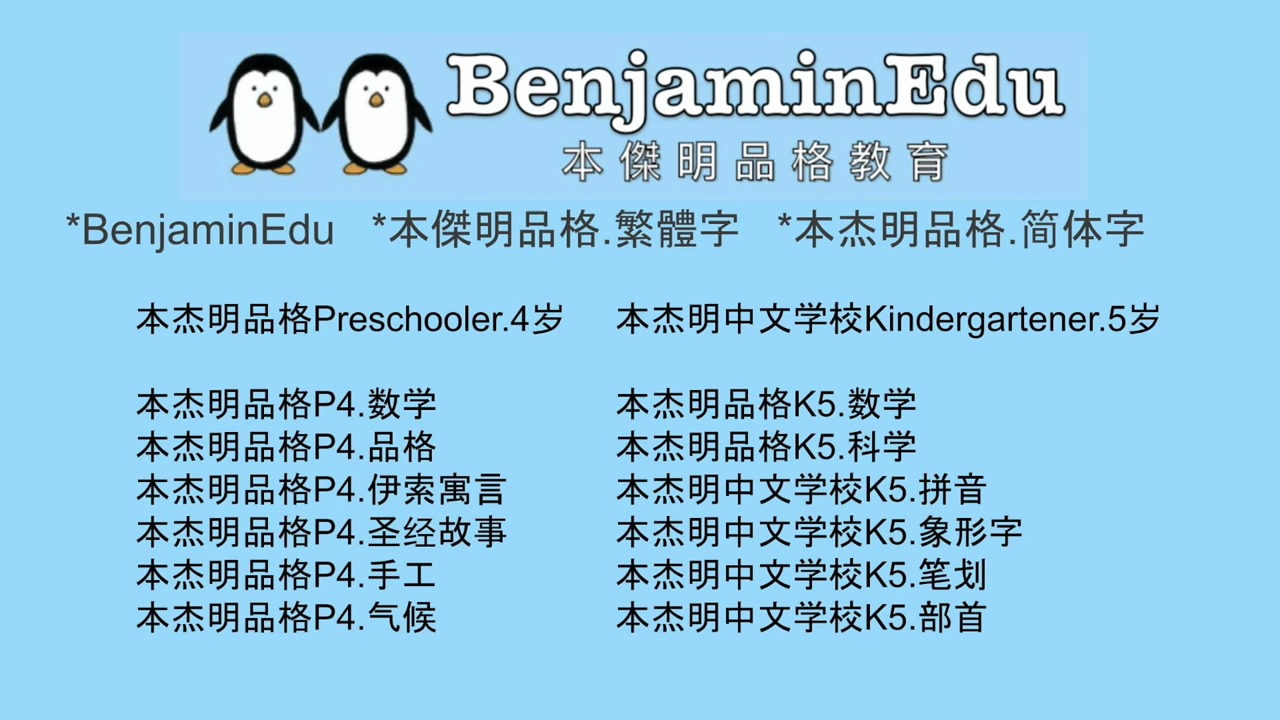 BenjaminEdu
本傑明品格教育
*BenjaminEdu *本傑明品格.繁體字 *本杰明品格.简体字
本杰明品格Preschooler.4岁 本杰明中文学校Kindergartener.5岁
本杰明品格P4.数学 本杰明品格K5.数学
本杰明品格P4.品格 本杰明品格K5.科学
本杰明品格P4.伊索寓言 本杰明中文学校K5.拼音
本杰明品格P4.圣经故事 本杰明中文学校K5.象形字
本杰明品格P4.手工 本杰明中文学校K5.笔划
本杰明品格P4.气候 本杰明中文学校K5.部首